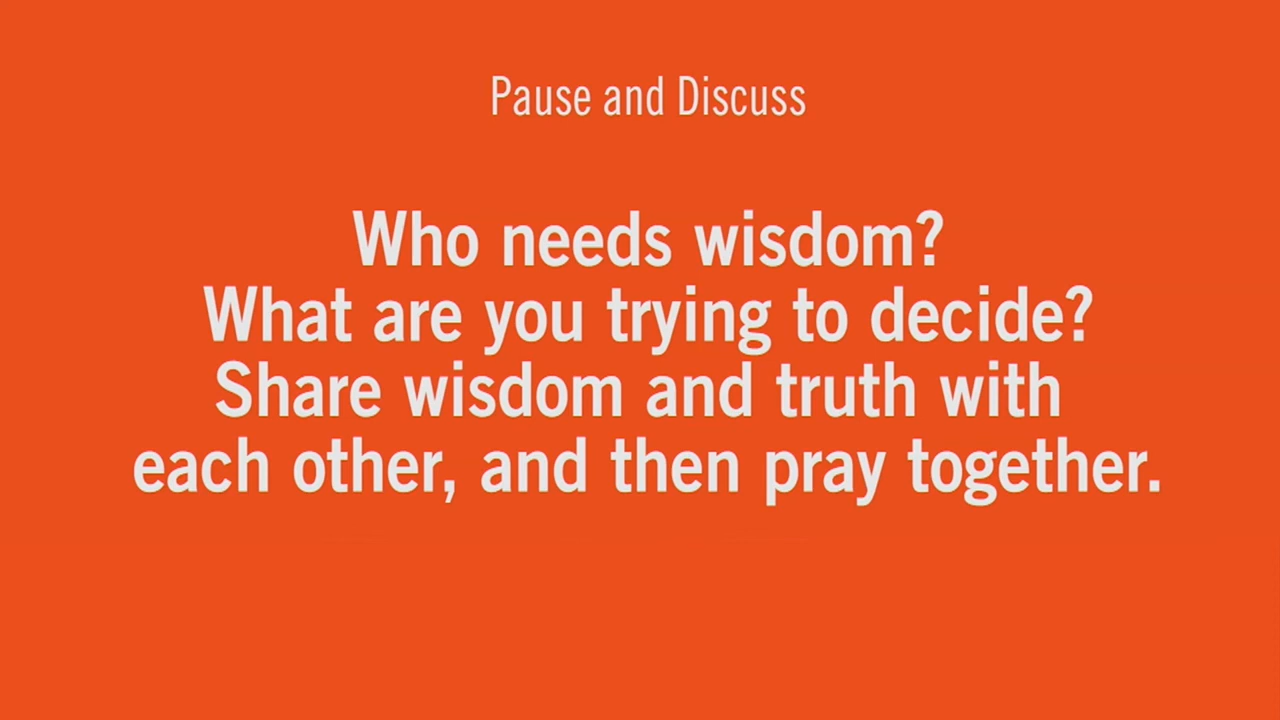 Pause and Discuss
Who needs wisdom?
What are you trying to decide?
Share wisdom and truth with
each other, and then pray together.